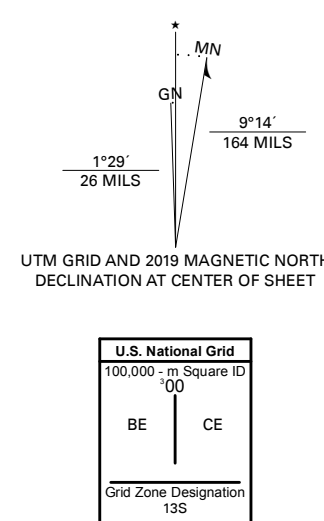 ★
MN
GN
9°14´
164 MILS
1°29´
26 MILS
UTM GRID AND 2019 MAGNETIC NORTH
DECLINATION AT CENTER OF SHEET
U.S. National Grid
100,000 - m Square ID
³00
BE CE
Grid Zone Designation
13S